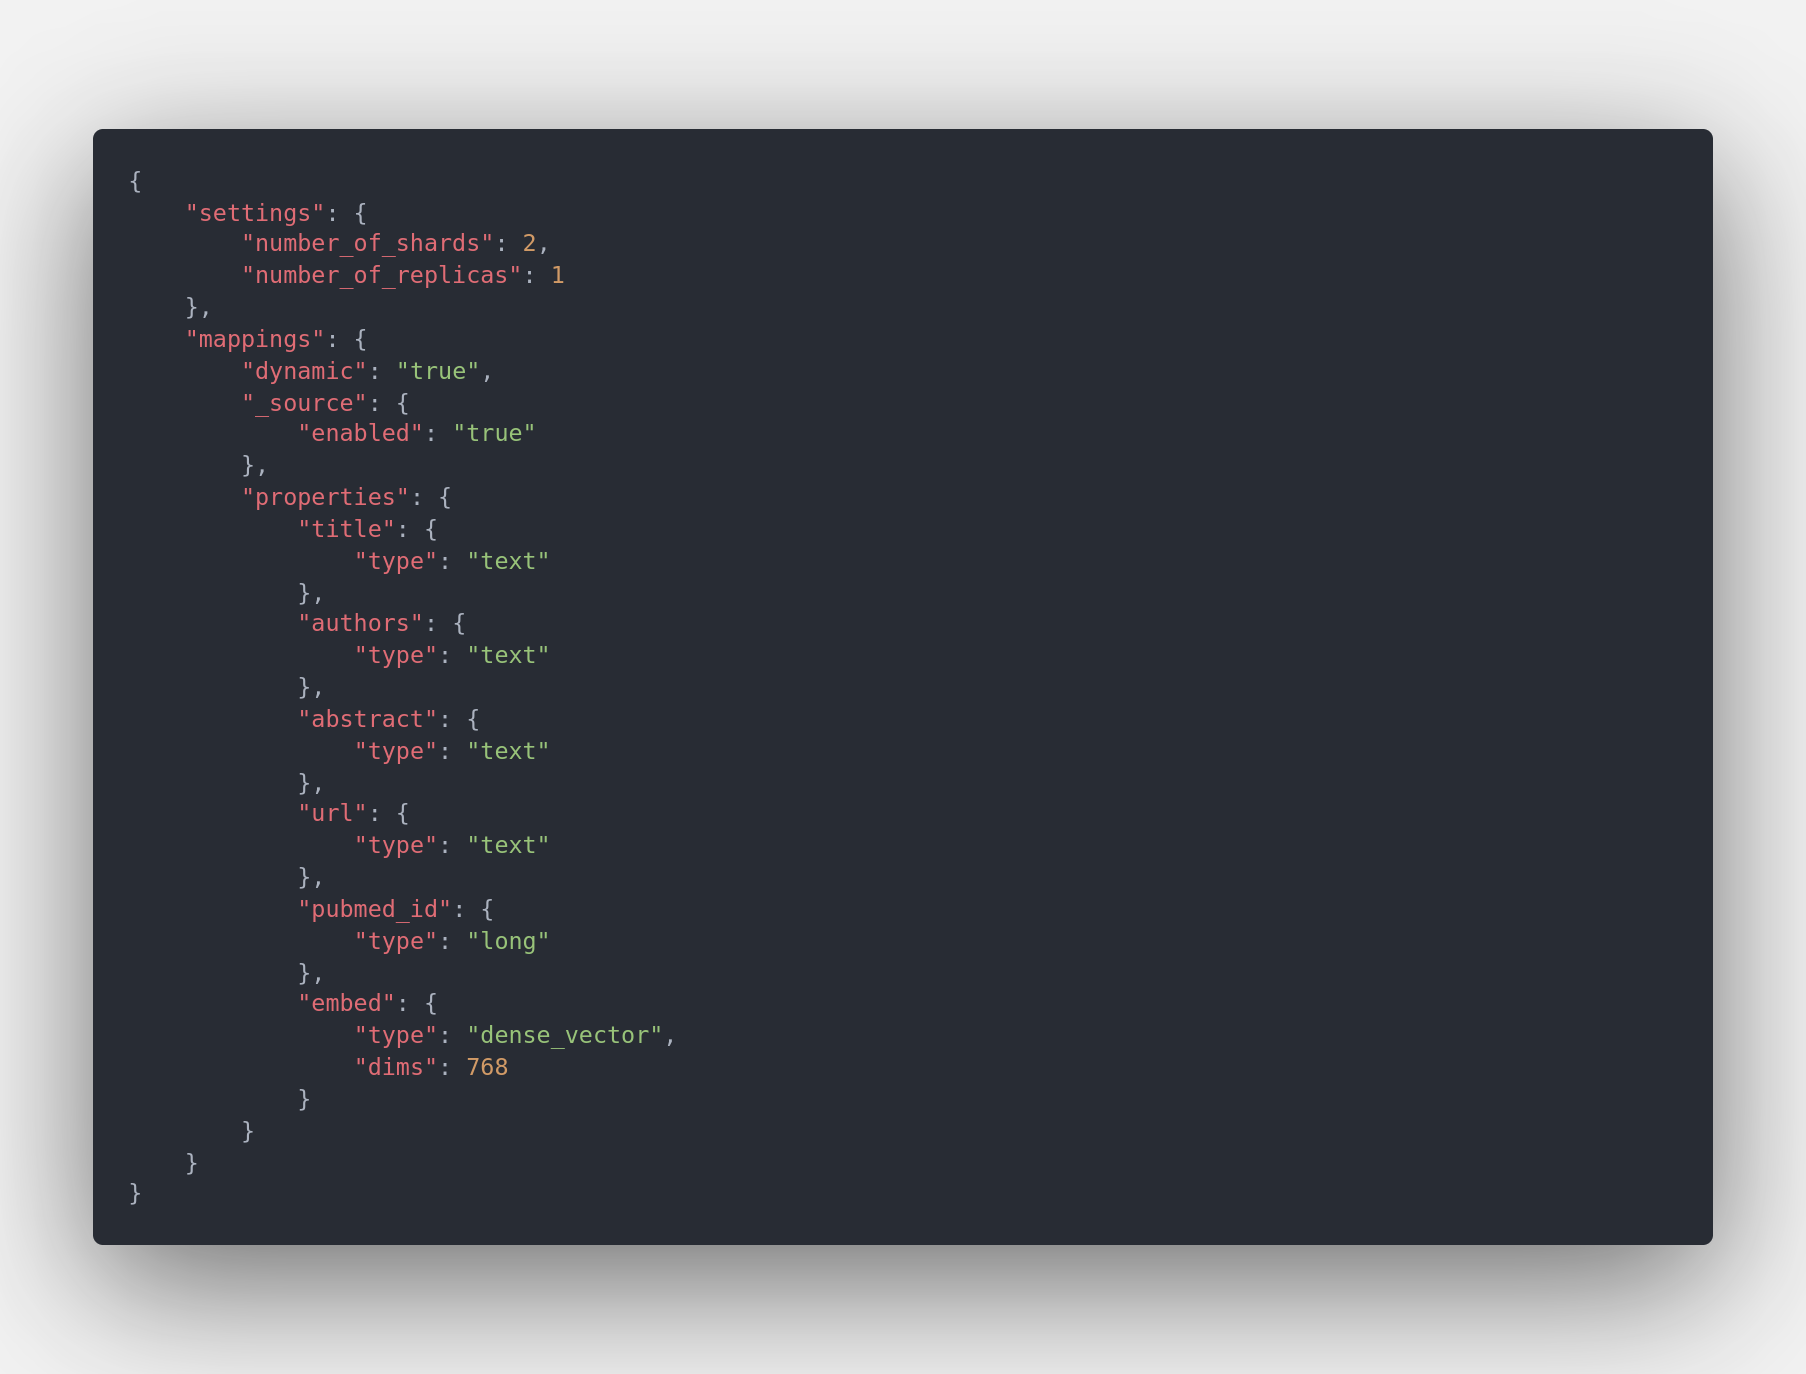 {
    "settings": {
        "number_of_shards": 2,
        "number_of_replicas": 1
    },
    "mappings": {
        "dynamic": "true",
        "_source": {
            "enabled": "true"
        },
        "properties": {
            "title": {
                "type": "text"
            },
            "authors": {
                "type": "text"
            },
            "abstract": {
                "type": "text"
            },
            "url": {
                "type": "text"
            },
            "pubmed_id": {
                "type": "long"
            },
            "embed": {
                "type": "dense_vector",
                "dims": 768
            }
        }
    }
}